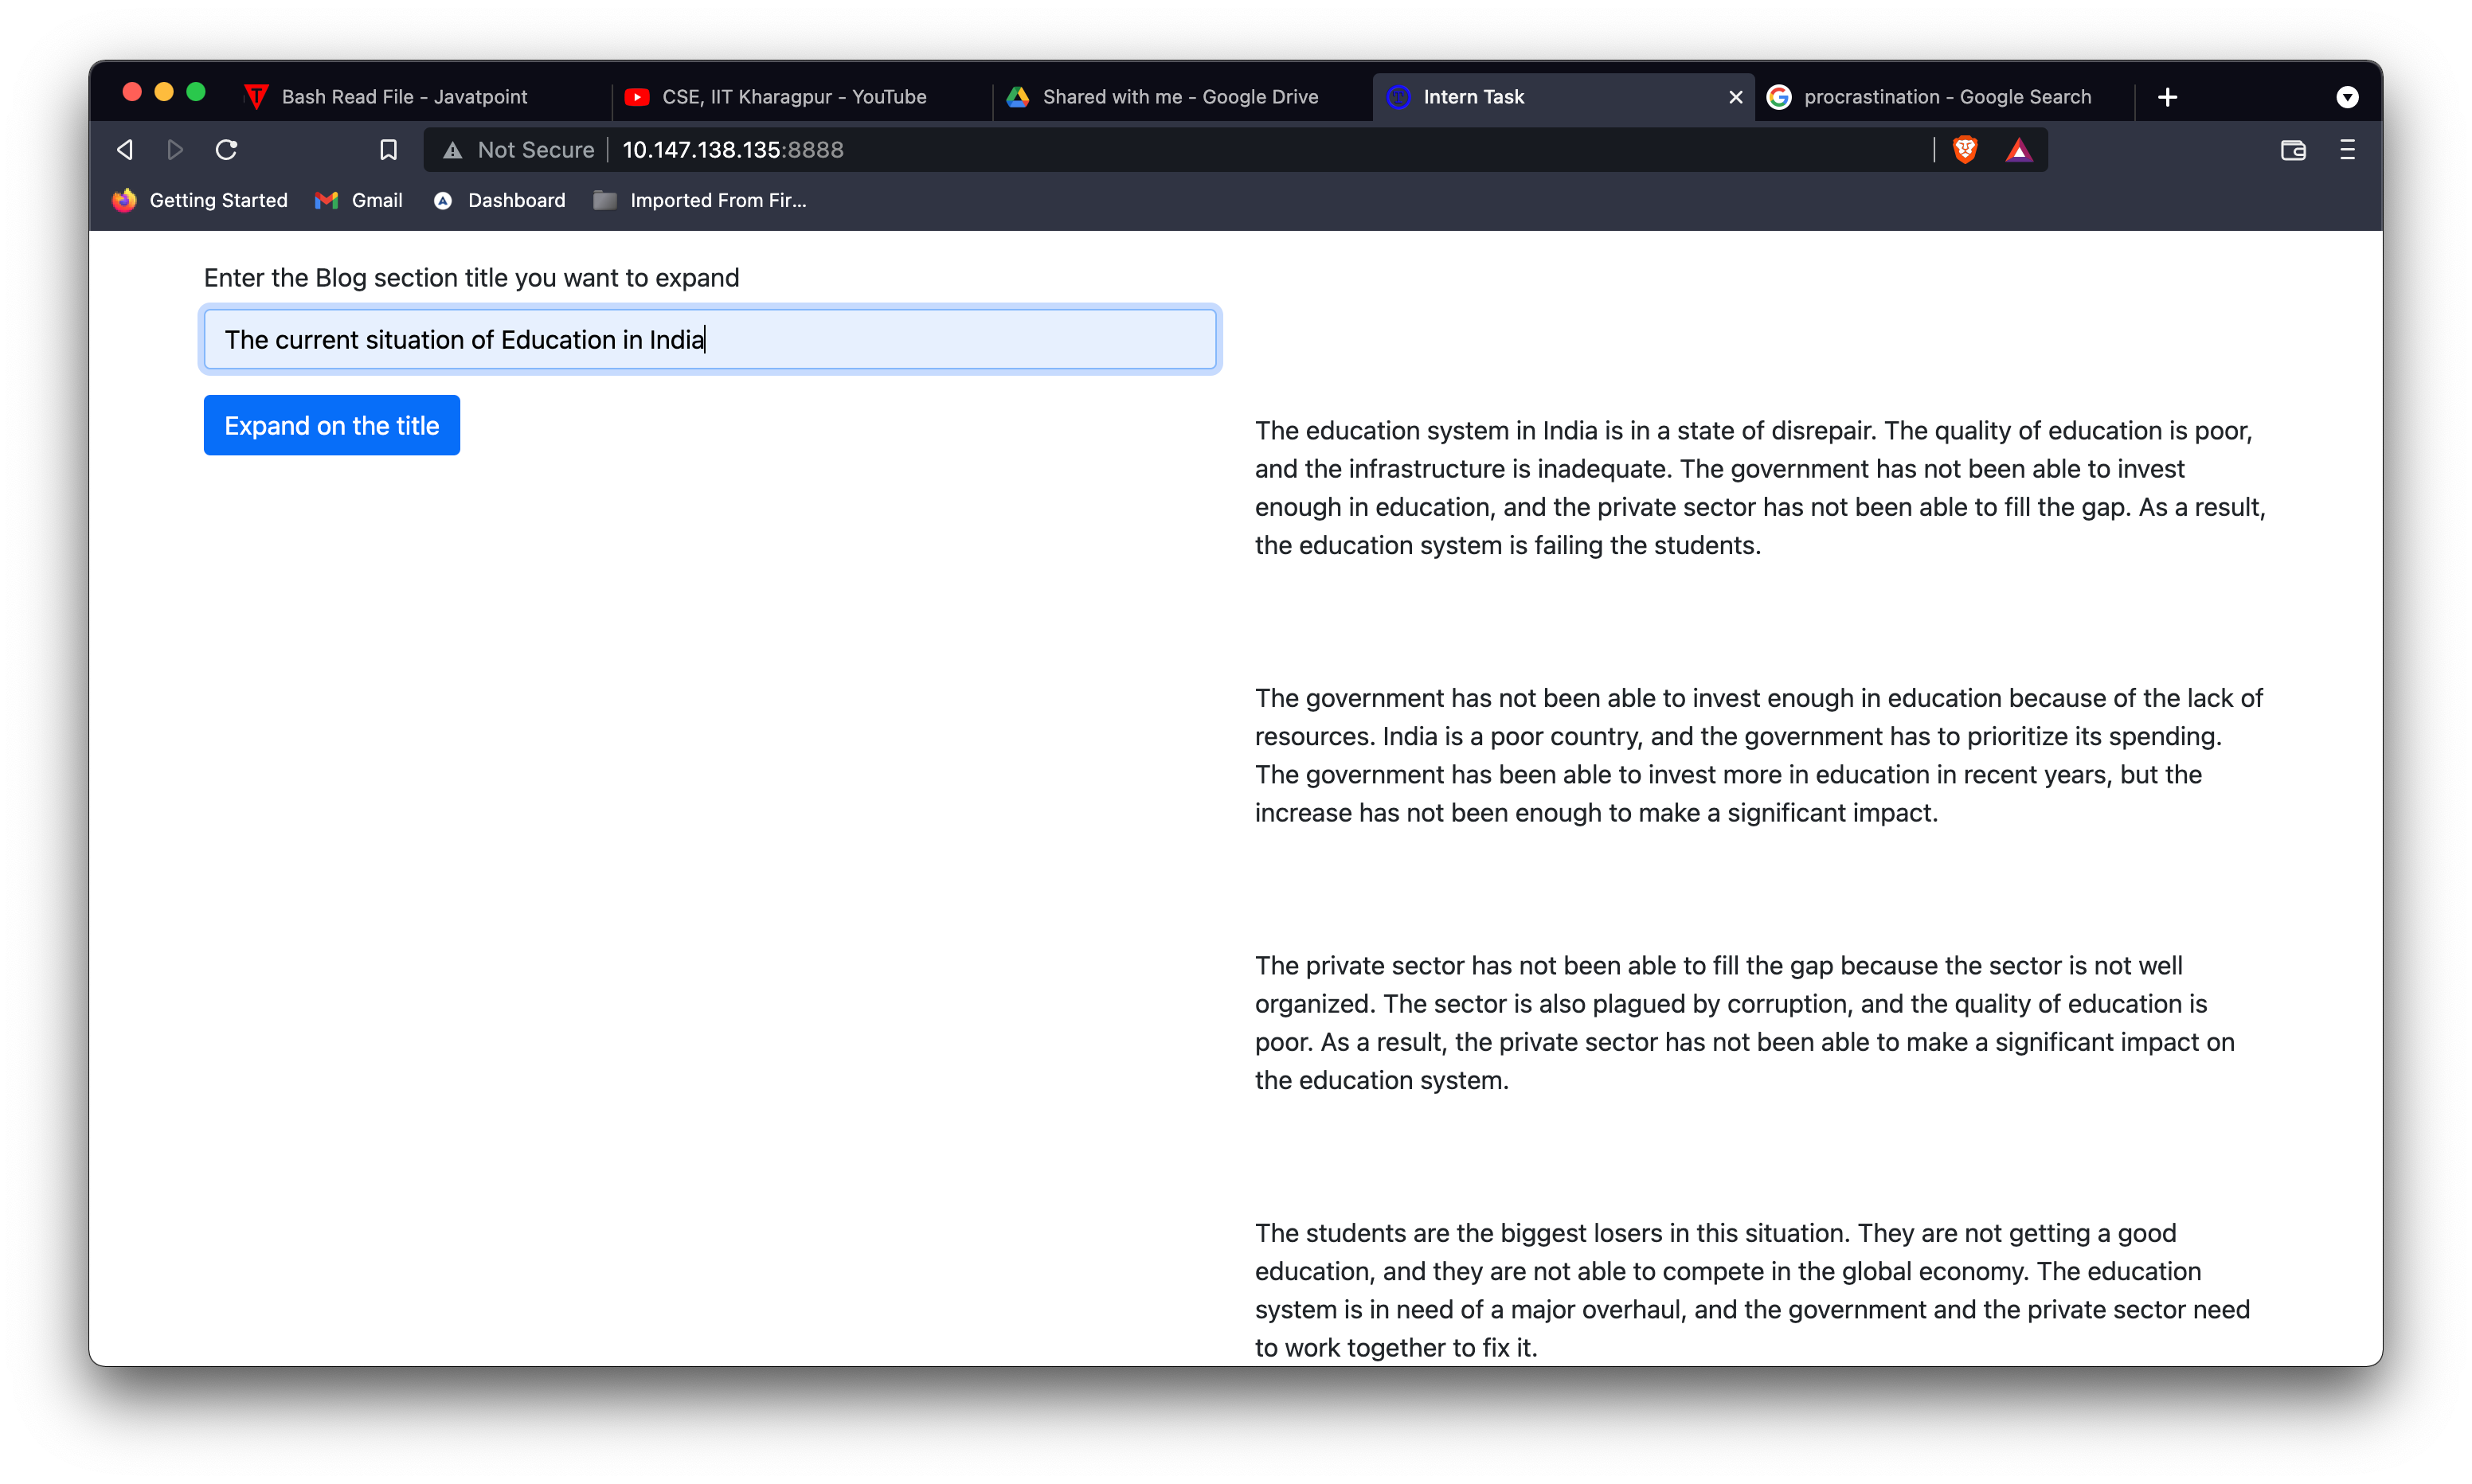 Bash Read File - Javatpoint
CSE, IIT Kharagpur - YouTube
Shared with me - Google Drive
Intern Task
procrastination - Google Search
Not Secure
10.147.138.135:8888
Getting Started
Gmail
Dashboard
Imported From Fir...
Enter the Blog section title you want to expand
The current situation of Education in India
Expand on the title
The education system in India is in a state of disrepair. The quality of education is poor,
and the infrastructure is inadequate. The government has not been able to invest
enough in education, and the private sector has not been able to fill the gap. As a result,
the education system is failing the students.
The government has not been able to invest enough in education because of the lack of
resources. India is a poor country, and the government has to prioritize its spending.
The government has been able to invest more in education in recent years, but the
increase has not been enough to make a significant impact.
The private sector has not been able to fill the gap because the sector is not well
organized. The sector is also plagued by corruption, and the quality of education is
poor. As a result, the private sector has not been able to make a significant impact on
the education system.
The students are the biggest losers in this situation. They are not getting a good
education, and they are not able to compete in the global economy. The education
system is in need of a major overhaul, and the government and the private sector need
to work together to fix it.